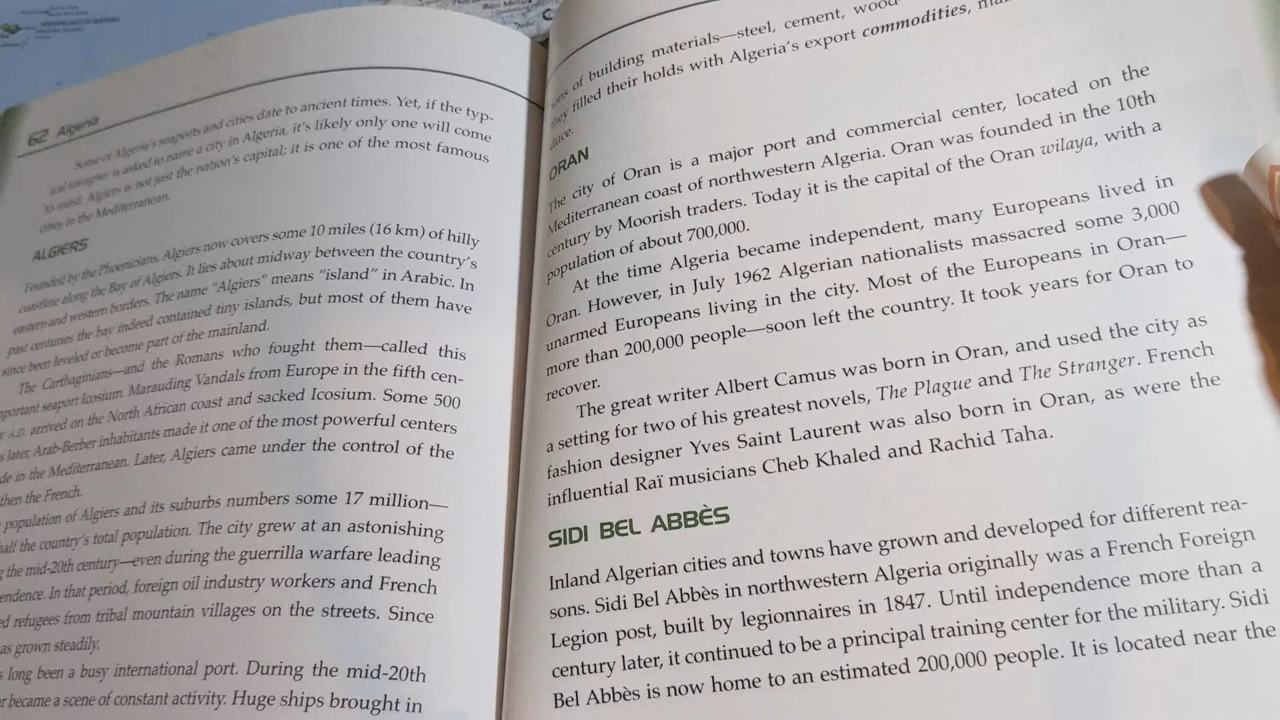 62 Algeria
Some of Algeria's seaports and cities date to ancient times. Yet, if the typ-
ical foreigner is asked to name a city in Algeria, it's likely only one will come
to mind. Algiers is not just the nation's capital; it is one of the most famous
cities in the Mediterranean.
ALGIERS
Founded by the Phoenicians, Algiers now covers some 10 miles (16 km) of hilly
coastline along the Bay of Algiers. It lies about midway between the country's
eastern and western borders. The name "Algiers" means "island" in Arabic. In
past centuries the bay indeed contained tiny islands, but most of them have
since been leveled or become part of the mainland.
The Carthaginians—and the Romans who fought them—called this
important seaport Icosium. Marauding Vandals from Europe in the fifth cen-
A.D. arrived on the North African coast and sacked Icosium. Some 500
later, Arab-Berber inhabitants made it one of the most powerful centers
in the Mediterranean. Later, Algiers came under the control of the
then the French.
population of Algiers and its suburbs numbers some 17 million—
half the country's total population. The city grew at an astonishing
the mid-20th century—even during the guerrilla warfare leading
In that period, foreign oil industry workers and French
refugees from tribal mountain villages on the streets. Since
as grown steadily.
long been a busy international port. During the mid-20th
became a scene of constant activity. Huge ships brought in
of building materials—steel, cement, wood
they filled their holds with Algeria's export commodities,
duce.
ORAN
The city of Oran is a major port and commercial center, located on the
Mediterranean coast of northwestern Algeria. Oran was founded in the 10th
century by Moorish traders. Today it is the capital of the Oran wilaya, with a
population of about 700,000.
At the time Algeria became independent, many Europeans lived in
Oran. However, in July 1962 Algerian nationalists massacred some 3,000
unarmed Europeans living in the city. Most of the Europeans in Oran—
more than 200,000 people—soon left the country. It took years for Oran to
recover.
The great writer Albert Camus was born in Oran, and used the city as
a setting for two of his greatest novels, The Plague and The Stranger. French
fashion designer Yves Saint Laurent was also born in Oran, as were the
influential Raï musicians Cheb Khaled and Rachid Taha.
SIDI BEL ABBÈS
Inland Algerian cities and towns have grown and developed for different rea-
sons. Sidi Bel Abbès in northwestern Algeria originally was a French Foreign
Legion post, built by legionnaires in 1847. Until independence more than a
century later, it continued to be a principal training center for the military. Sidi
Bel Abbès is now home to an estimated 200,000 people. It is located near the